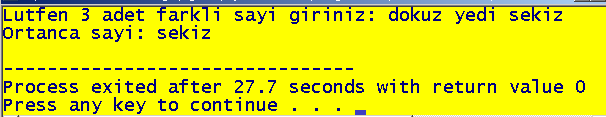 Lutfen 3 adet farkli sayi giriniz: dokuz yedi sekiz
Ortanca sayi: sekiz
--------------------------------
Process exited after 27.7 seconds with return value 0
Press any key to continue . . .